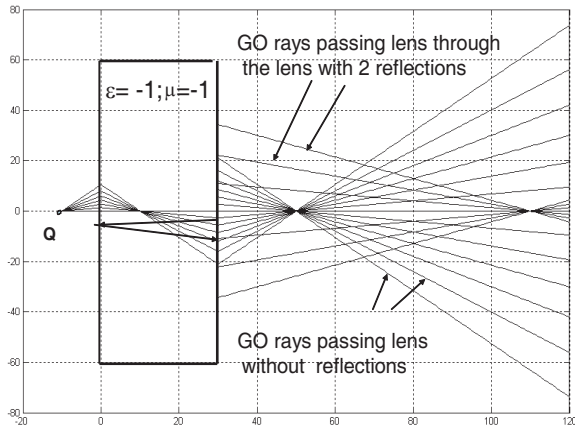 80
60
40
20
0
-20
-40
-60
-80
-20
0
20
40
60
80
100
120
GO rays passing lens through
the lens with 2 reflections
ε= -1;μ=-1
Q
GO rays passing lens
without reflections